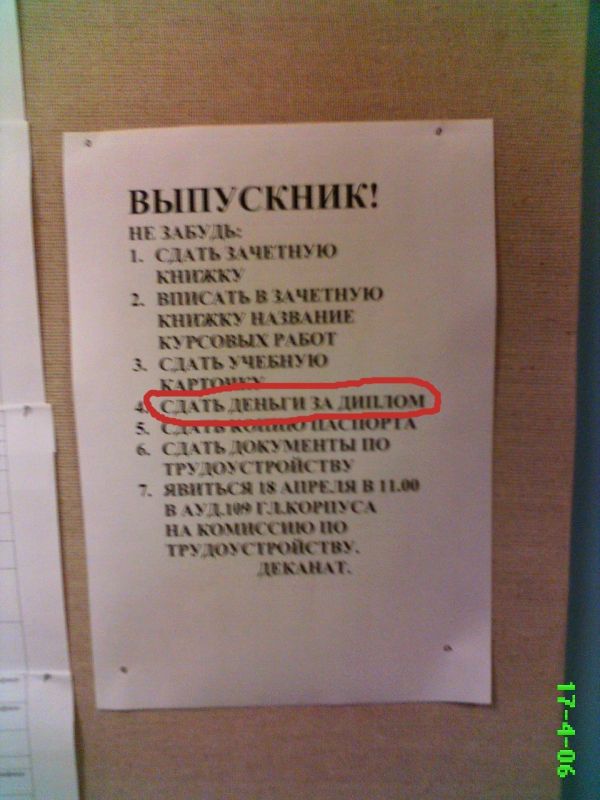 ВЫПУСКНИК!
НЕ ЗАБУДЬ:
1. СДАТЬ ЗАЧЕТНУЮ
КНИЖКУ
2. ВПИСАТЬ В ЗАЧЕТНУЮ
КНИЖКУ НАЗВАНИЕ
КУРСОВЫХ РАБОТ
3. СДАТЬ УЧЕБНУЮ
КАРТОЧКУ
4. СДАТЬ ДЕНЬГИ ЗА ДИПЛОМ
5. СДАТЬ КОПИЮ ПАСПОРТА
6. СДАТЬ ДОКУМЕНТЫ ПО
ТРУДОУСТРОЙСТВУ
7. ЯВИТЬСЯ 18 АПРЕЛЯ В 11.00
В АУД.109 ГЛ.КОРПУСА
НА КОМИССИЮ ПО
ТРУДОУСТРОЙСТВУ.
ДЕКАНАТ.
17-4-06